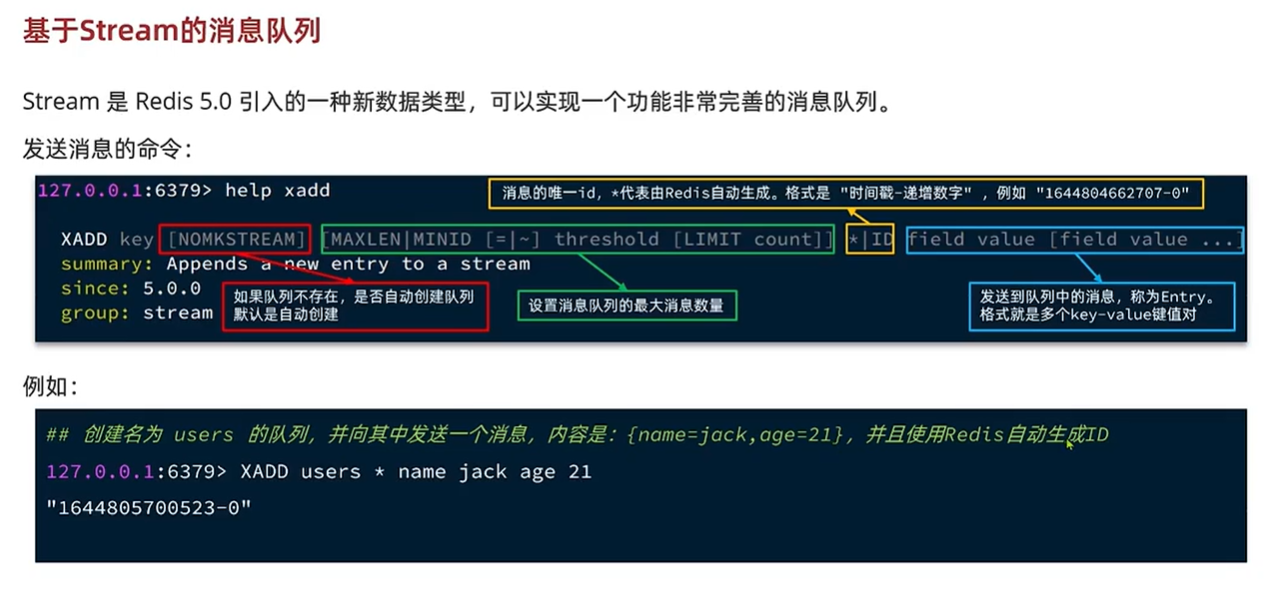 基于Stream的消息队列
Stream 是 Redis 5.0 引入的一种新数据类型，可以实现一个功能非常完善的消息队列。
发送消息的命令：
127.0.0.1:6379> help xadd
消息的唯一id，*代表由Redis自动生成。格式是 "时间戳-递增数字" ，例如 "1644804662707-0"
XADD key [NOMKSTREAM] [MAXLEN|MINID [=|~] threshold [LIMIT count]] *|ID field value [field value ...]
summary: Appends a new entry to a stream
since: 5.0.0
group: stream
如果队列不存在，是否自动创建队列
默认是自动创建
设置消息队列的最大消息数量
发送到队列中的消息，称为Entry。
格式就是多个key-value键值对
例如：
## 创建名为 users 的队列，并向其中发送一个消息，内容是：{name=jack,age=21}，并且使用Redis自动生成ID
127.0.0.1:6379> XADD users * name jack age 21
"1644805700523-0"